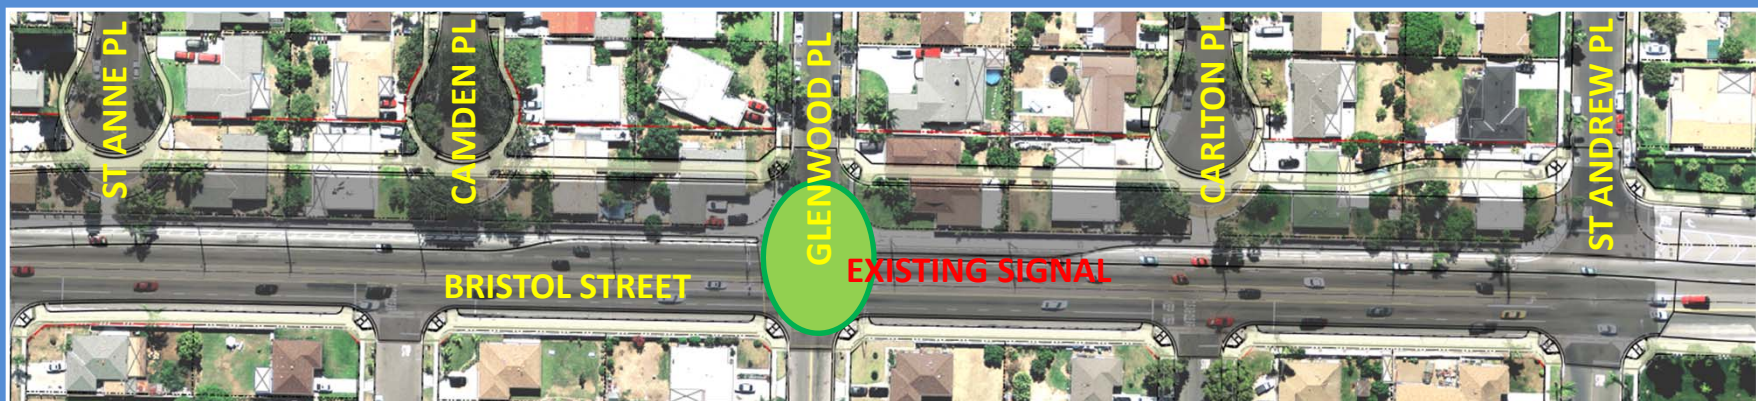 ST ANNE PL
CAMDEN PL
GLENWOOD PL
CARLTON PL
ST ANDREW PL
EXISTING SIGNAL
BRISTOL STREET